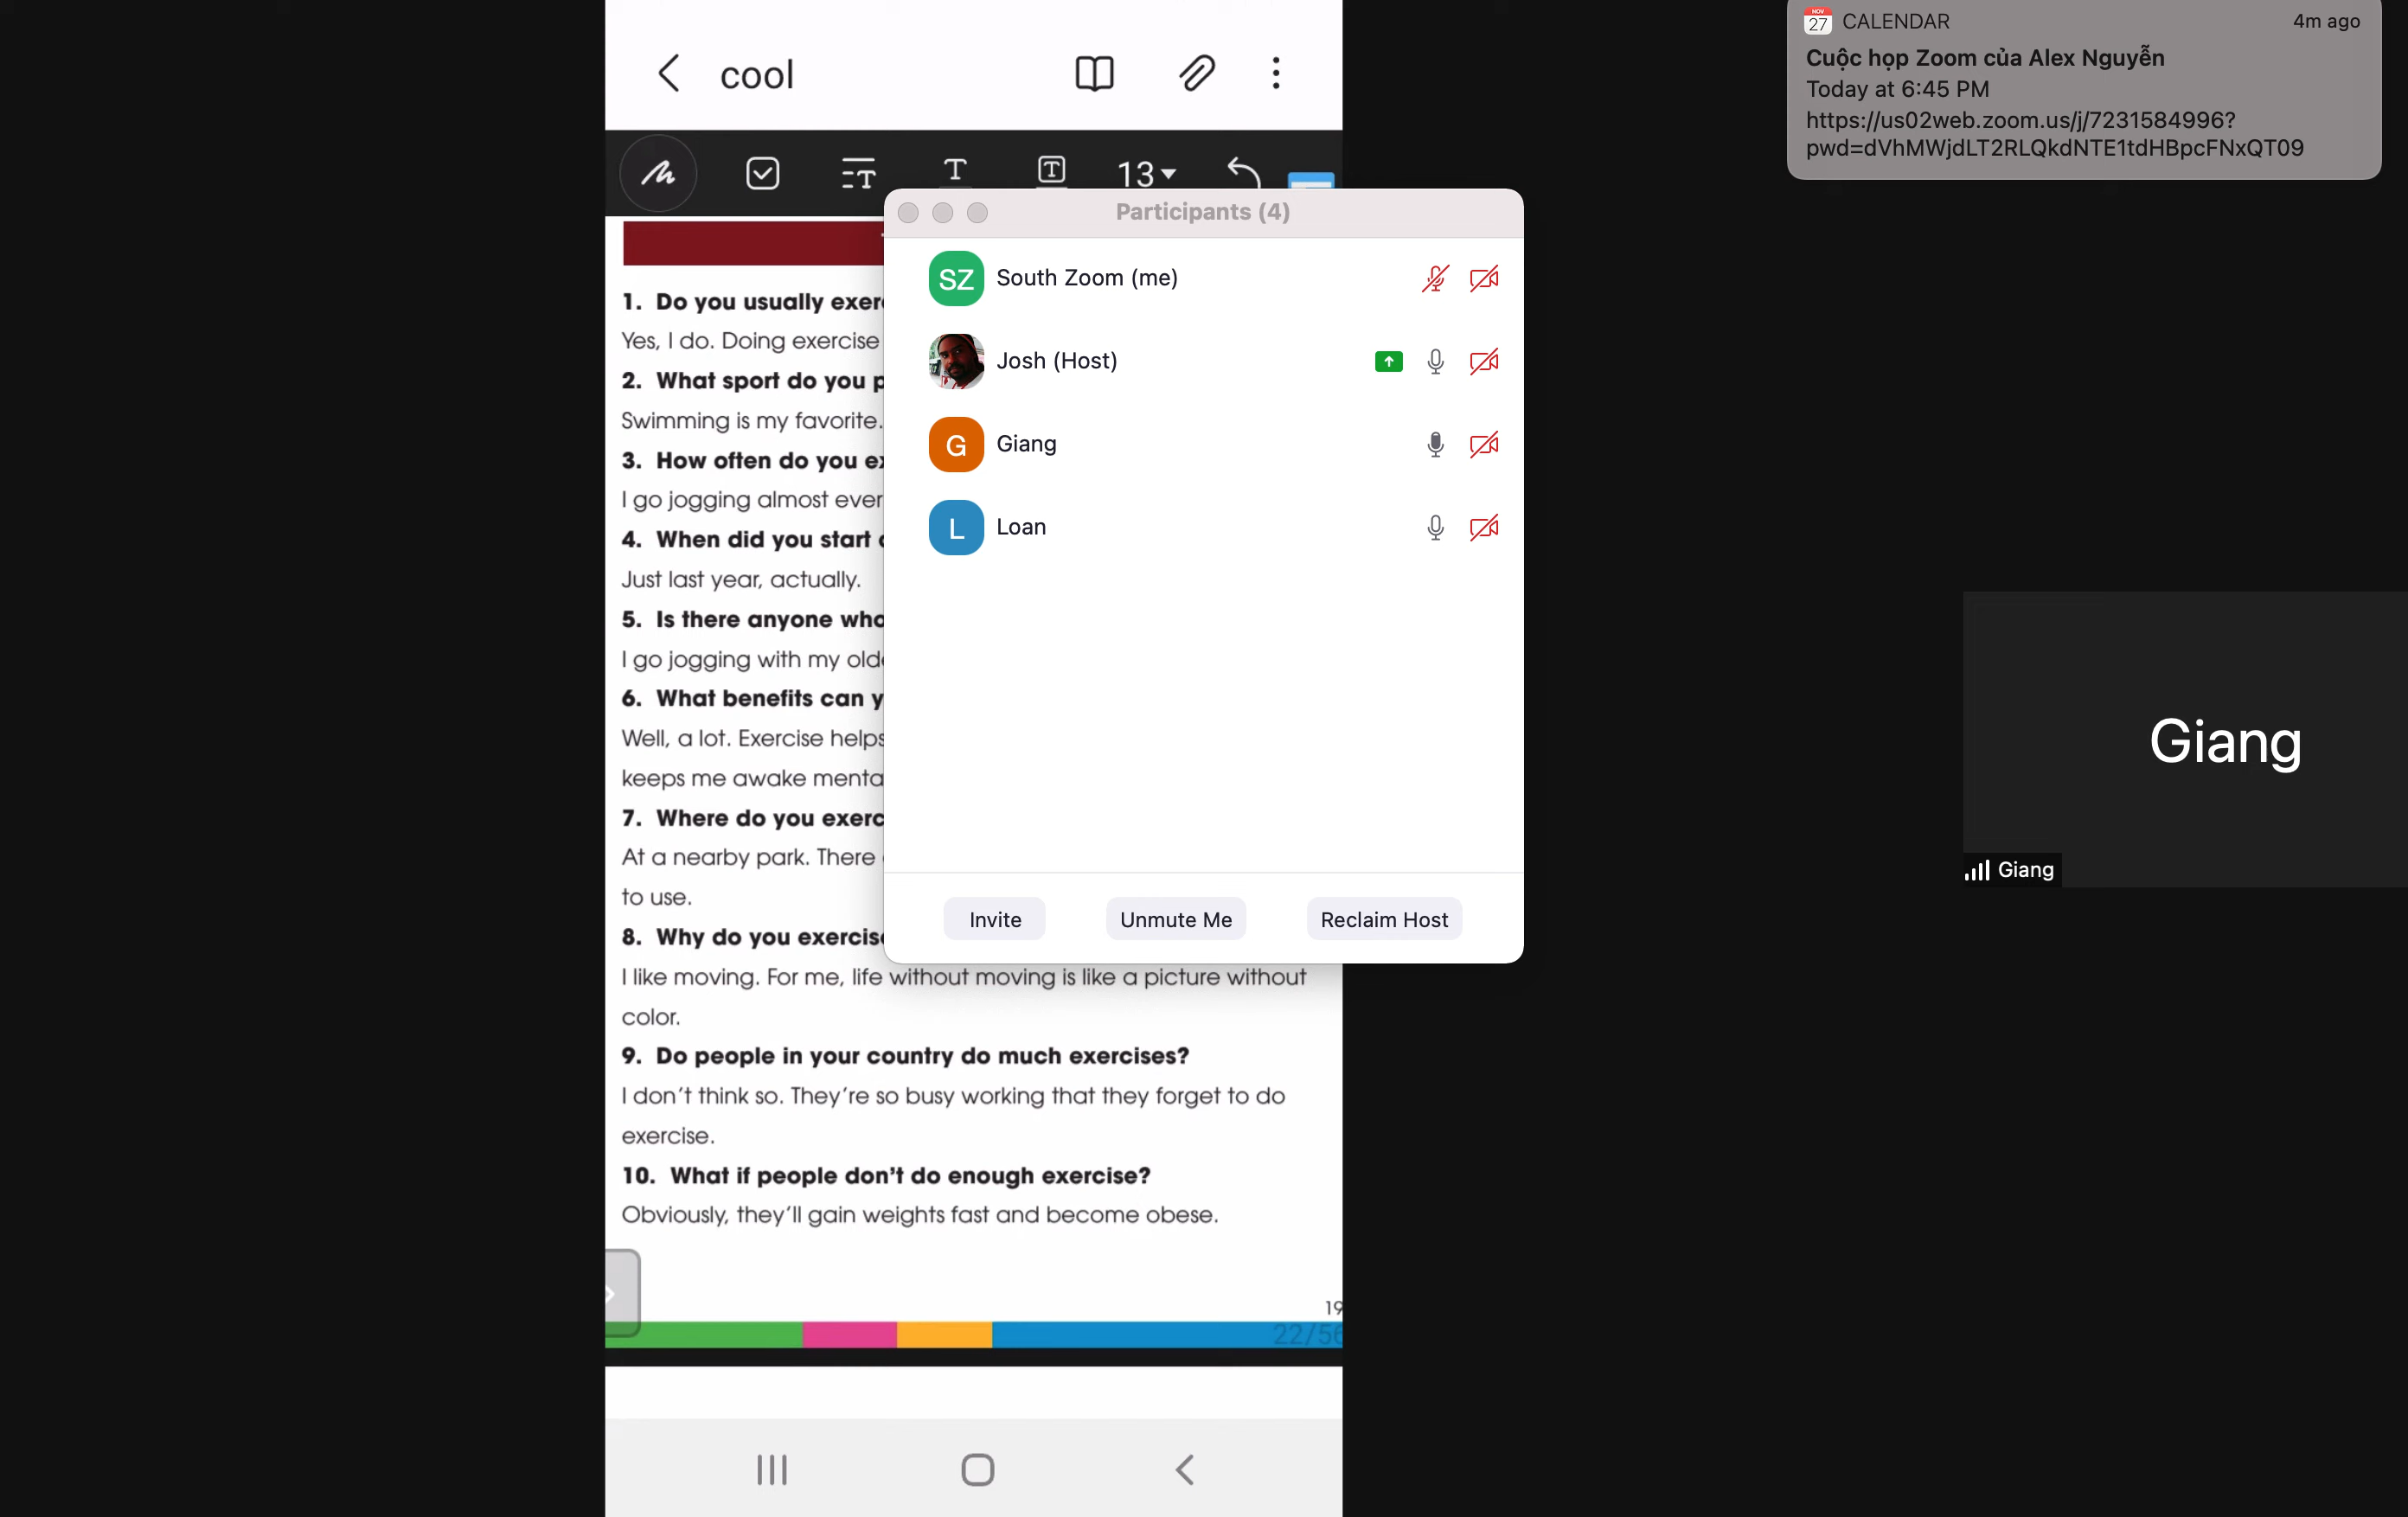 cool
13
NOV
27
CALENDAR
4m ago
Cuộc họp Zoom của Alex Nguyễn
Today at 6:45 PM
https://us02web.zoom.us/j/7231584996?
pwd=dVhMWjdLT2RLQkdNTE1tdHBpcFNxQT09
Participants (4)
SZ South Zoom (me)
Josh (Host)
G Giang
L Loan
Invite
Unmute Me
Reclaim Host
1. Do you usually
Yes, I do. Doing exercise
2. What sport do you
Swimming is my favorite.
3. How often do you
I go jogging almost
4. When did you start
Just last year, actually.
5. Is there anyone
I go jogging with my
6. What benefits can
Well, a lot. Exercise helps
keeps me awake
7. Where do you
At a nearby park. There
to use.
8. Why do you
I like moving. For me, life without moving is like a picture without
color.
9. Do people in your country do much exercises?
I don't think so. They're so busy working that they forget to do
exercise.
10. What if people don't do enough exercise?
Obviously, they'll gain weights fast and become obese.
19
22/56
Giang
Giang